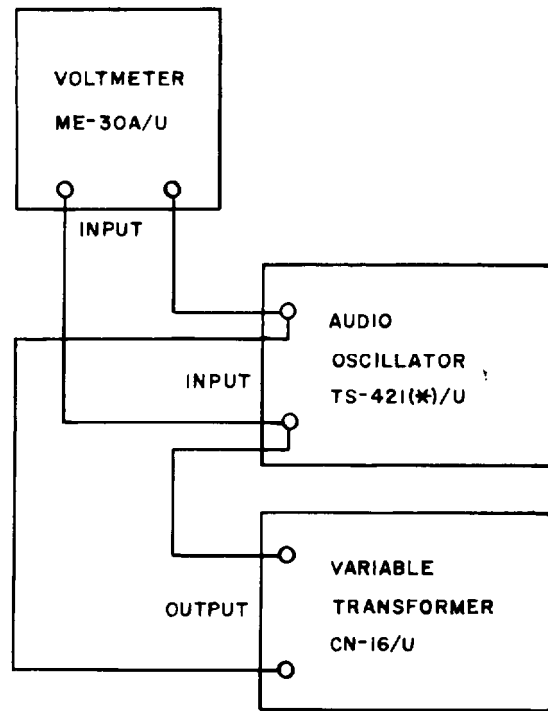 VOLTMETER
ME-30A/U
INPUT
AUDIO
OSCILLATOR
INPUT
TS-421(*)/U
VARIABLE
OUTPUT
TRANSFORMER
CN-16/U